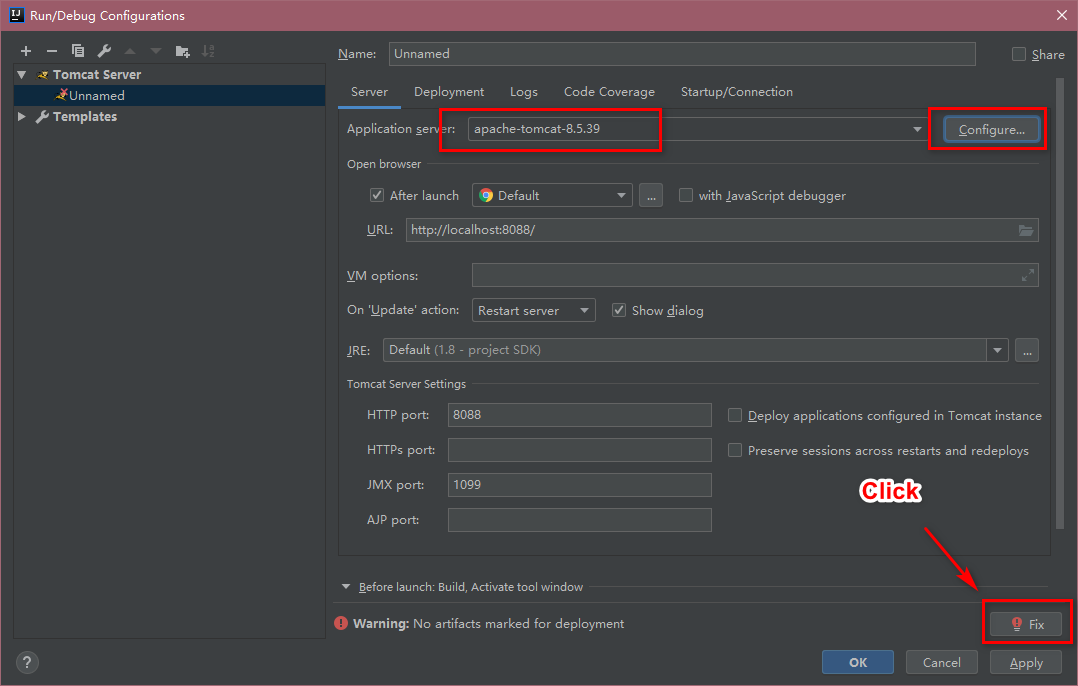 Run/Debug Configurations
Tomcat Server
Unnamed
Templates
Name: Unnamed Share
Server Deployment Logs Code Coverage Startup/Connection
Application server: apache-tomcat-8.5.39 Configure...
Open browser
After launch Default ... with JavaScript debugger
URL: http://localhost:8088/
VM options:
On 'Update' action: Restart server Show dialog
JRE: Default (1.8 - project SDK) ...
Tomcat Server Settings
HTTP port: 8088 Deploy applications configured in Tomcat instance
HTTPs port: Preserve sessions across restarts and redeploys
JMX port: 1099
Click
AJP port:
Before launch: Build, Activate tool window
Warning: No artifacts marked for deployment Fix
? OK Cancel Apply